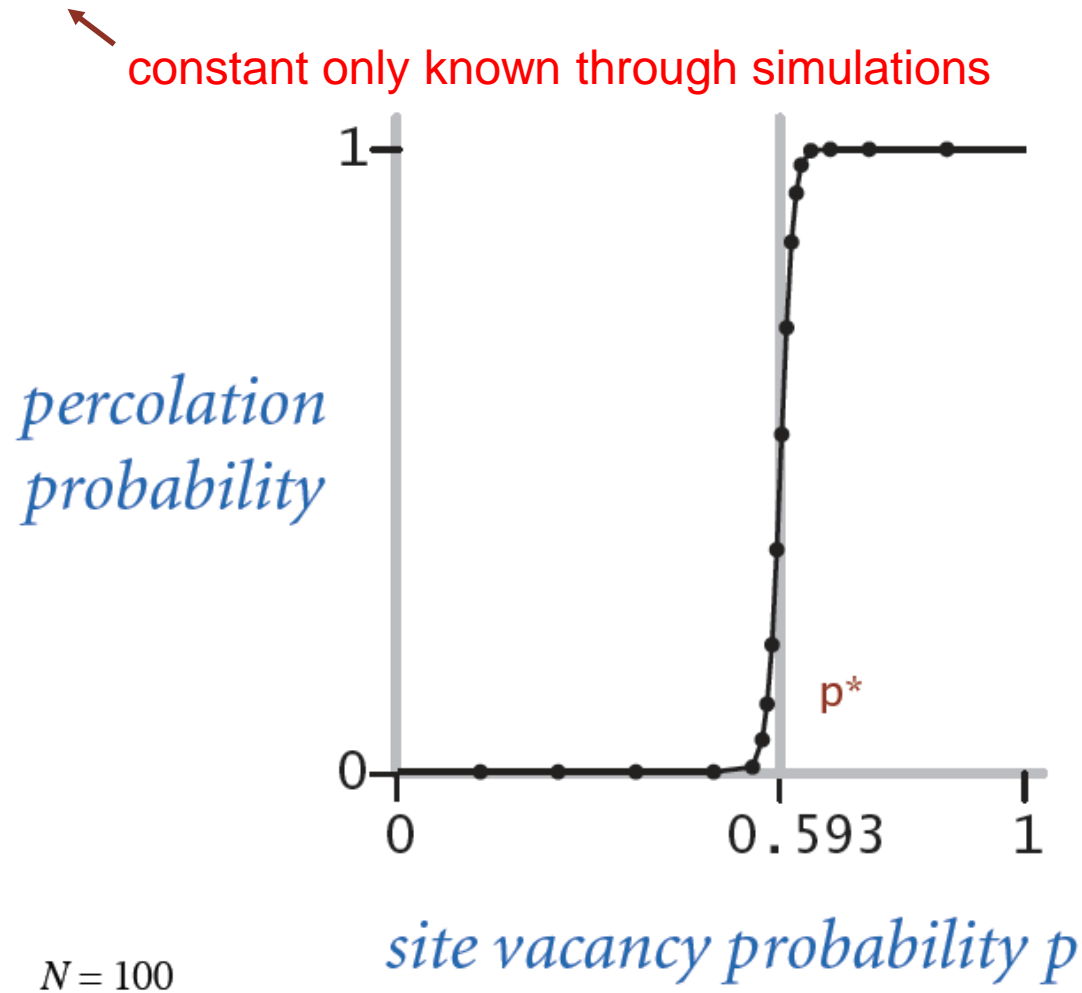 constant only known through simulations
1
percolation
probability
p*
0
0 0.593 1
site vacancy probability p
N = 100